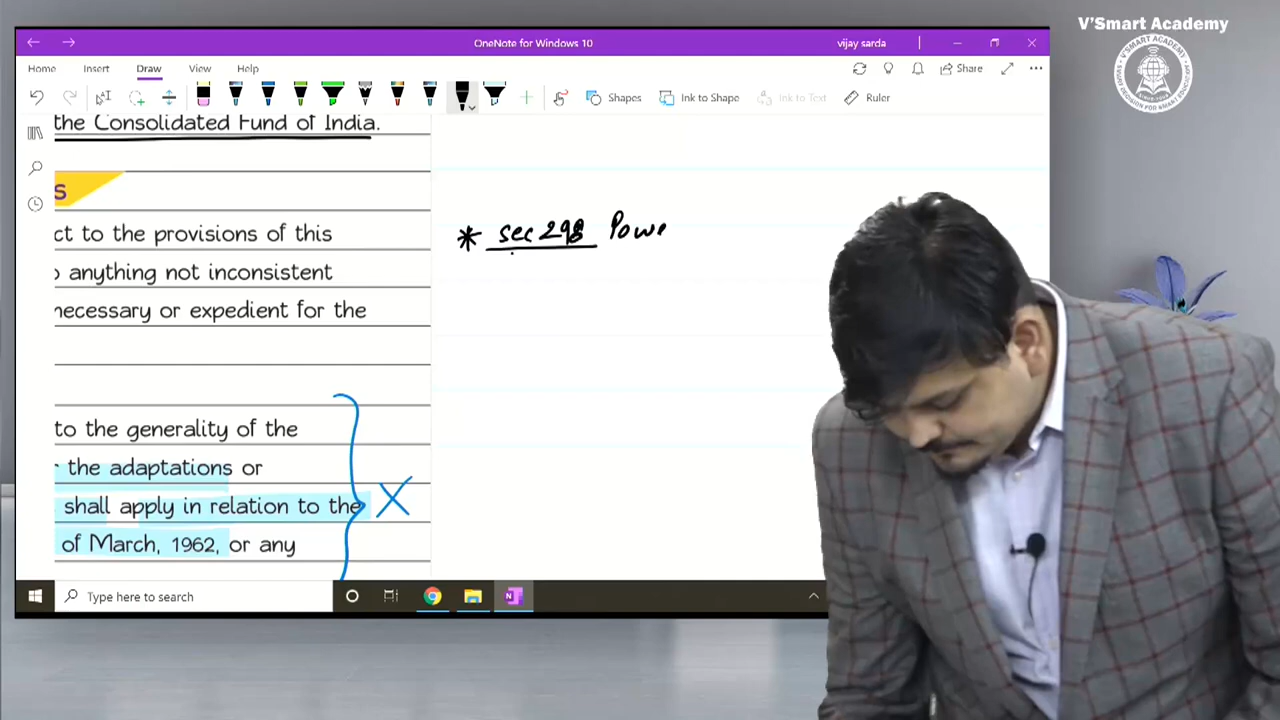 V'Smart Academy
OneNote for Windows 10
vijay sarda
Home Insert Draw View Help
Share
Shapes Ink to Shape Ink to Text Ruler
the Consolidated Fund of India.
s
ct to the provisions of this
anything not inconsistent
necessary or expedient for the
* sec 298 Powe
to the generality of the
the adaptations or
shall apply in relation to the
X
of March, 1962, or any
Type here to search